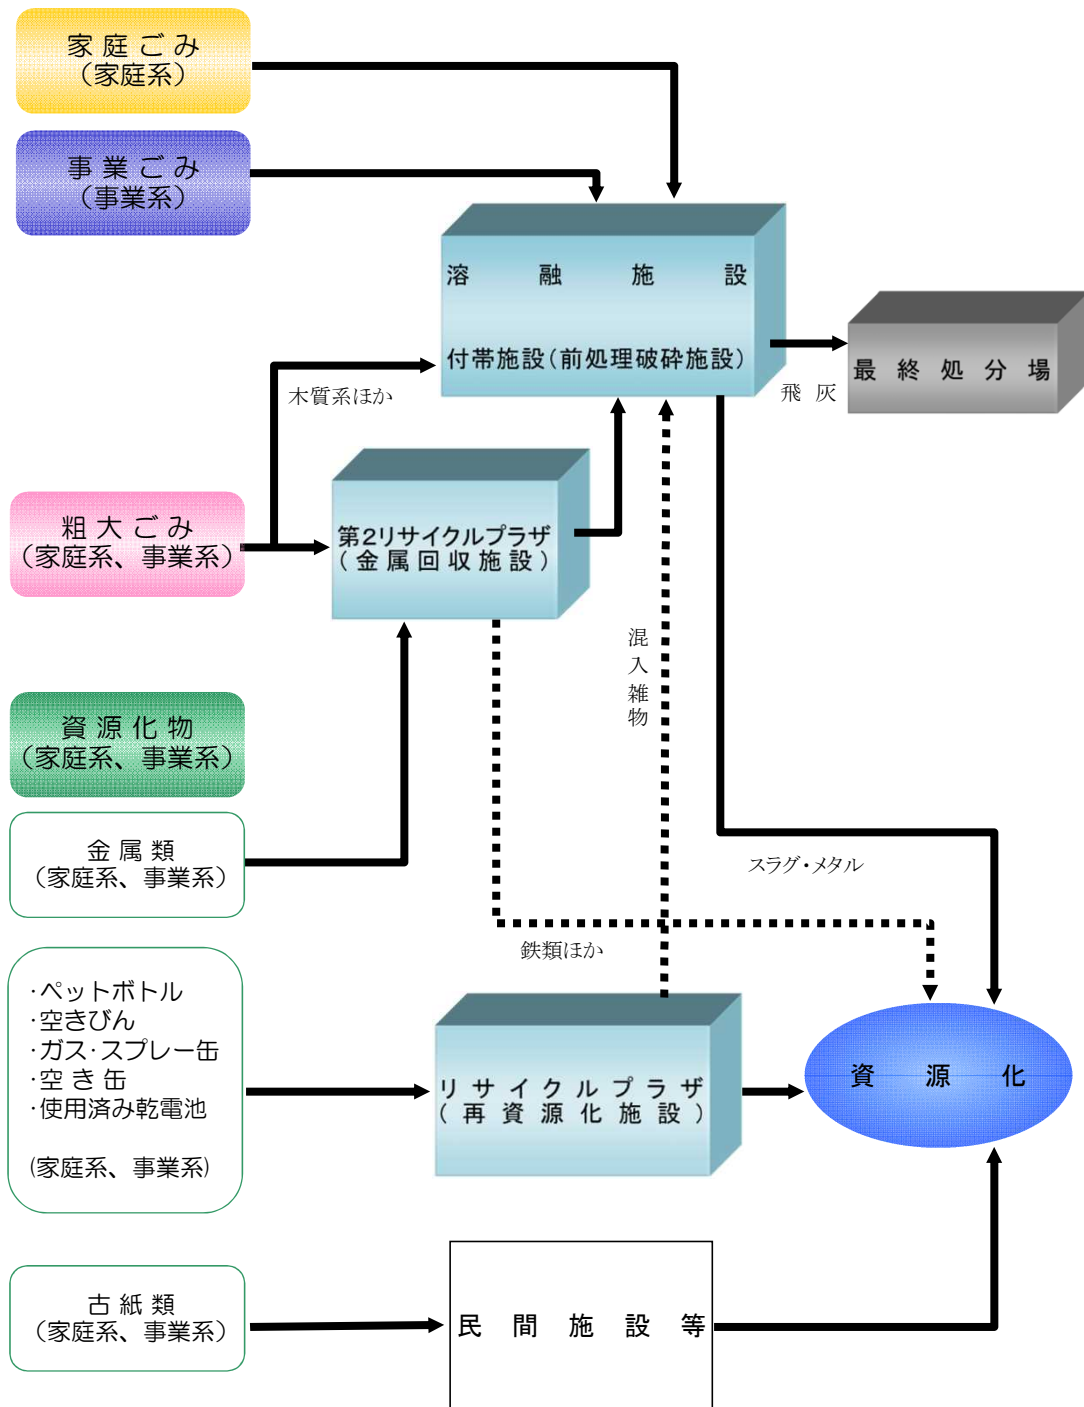 家庭ごみ
（家庭系）
事業ごみ
（事業系）
溶融施設
付帯施設（前処理破砕施設）
最終処分場
飛灰
木質系ほか
粗大ごみ
（家庭系、事業系）
第2リサイクルプラザ
（金属回収施設）
混入雑物
資源化物
（家庭系、事業系）
金属類
（家庭系、事業系）
スラグ・メタル
鉄類ほか
・ペットボトル
・空きびん
・ガス・スプレー缶
・空き缶
・使用済み乾電池
（家庭系、事業系）
リサイクルプラザ
（再資源化施設）
資源化
古紙類
（家庭系、事業系）
民間施設等